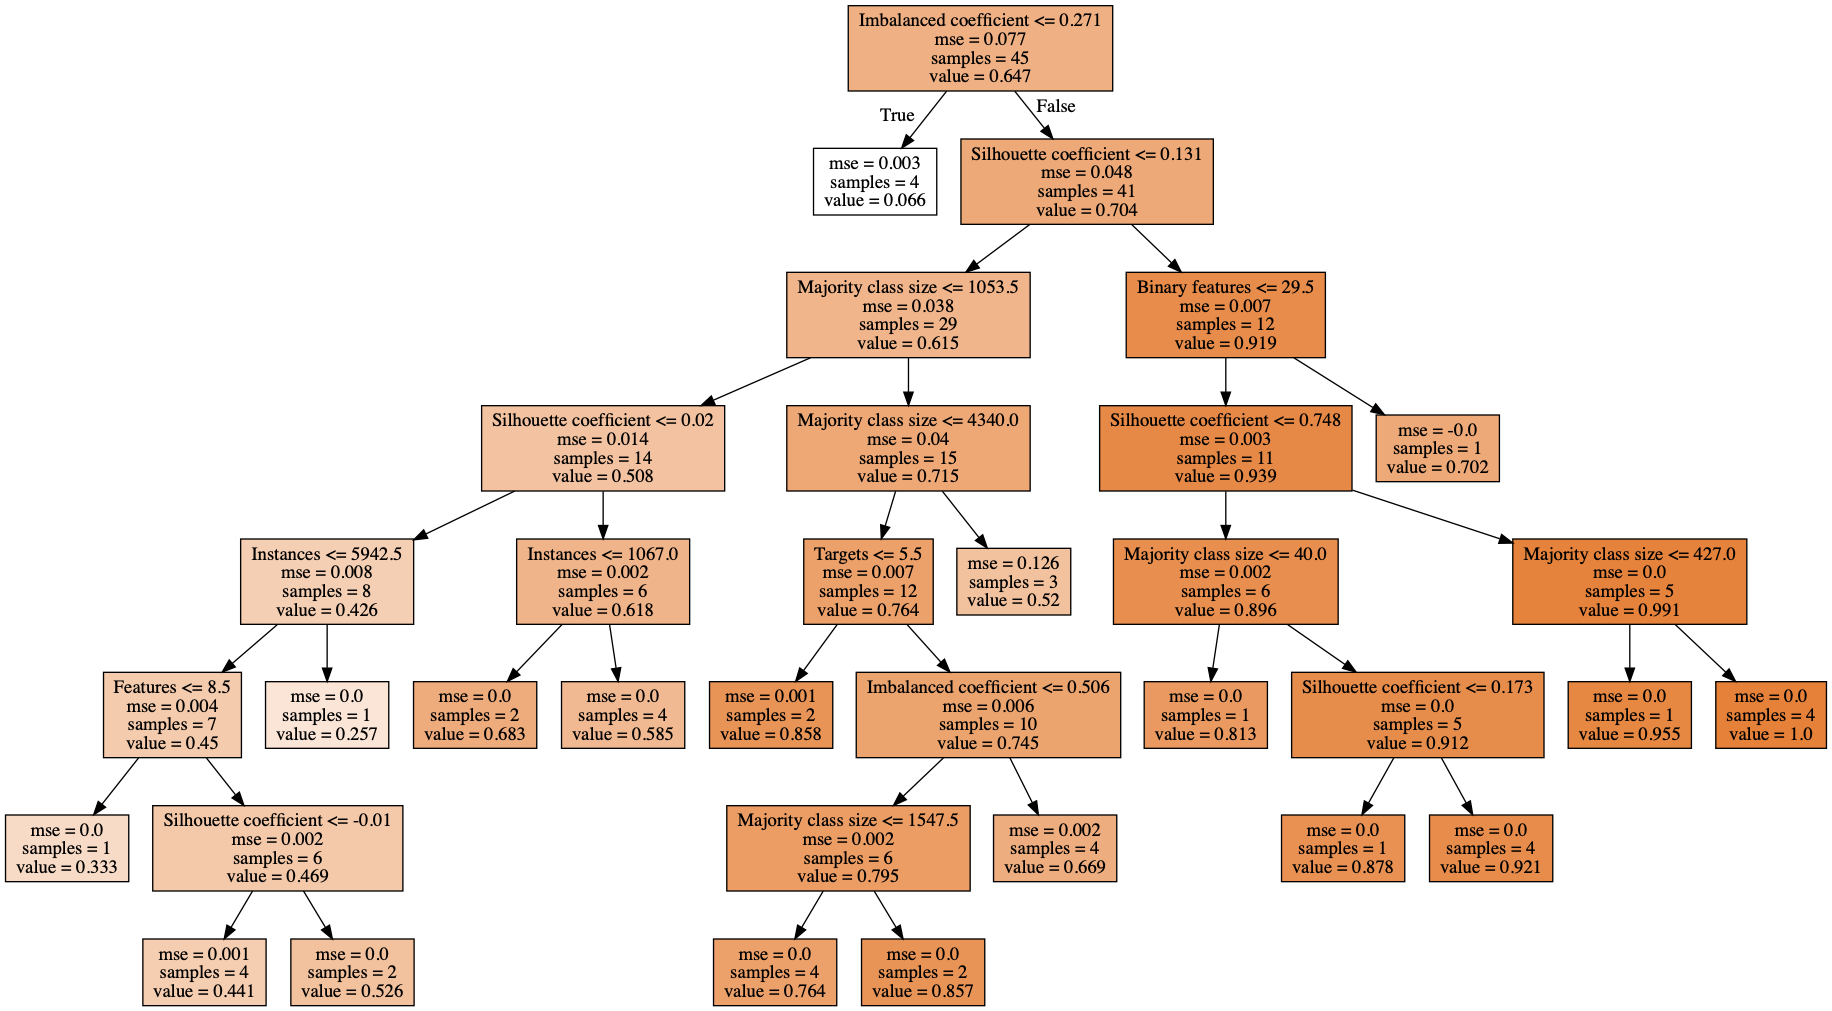 Imbalanced coefficient <= 0.271
mse = 0.077
samples = 45
value = 0.647
True
False
mse = 0.003
samples = 4
value = 0.066
Silhouette coefficient <= 0.131
mse = 0.048
samples = 41
value = 0.704
Majority class size <= 1053.5
mse = 0.038
samples = 29
value = 0.615
Binary features <= 29.5
mse = 0.007
samples = 12
value = 0.919
Silhouette coefficient <= 0.02
mse = 0.014
samples = 14
value = 0.508
Majority class size <= 4340.0
mse = 0.04
samples = 15
value = 0.715
Silhouette coefficient <= 0.748
mse = 0.003
samples = 11
value = 0.939
mse = -0.0
samples = 1
value = 0.702
Instances <= 5942.5
mse = 0.008
samples = 8
value = 0.426
Instances <= 1067.0
mse = 0.002
samples = 6
value = 0.618
Targets <= 5.5
mse = 0.007
samples = 12
value = 0.764
mse = 0.126
samples = 3
value = 0.52
Majority class size <= 40.0
mse = 0.002
samples = 6
value = 0.896
Majority class size <= 427.0
mse = 0.0
samples = 5
value = 0.991
Features <= 8.5
mse = 0.004
samples = 7
value = 0.45
mse = 0.0
samples = 1
value = 0.257
mse = 0.0
samples = 2
value = 0.683
mse = 0.0
samples = 4
value = 0.585
mse = 0.001
samples = 2
value = 0.858
Imbalanced coefficient <= 0.506
mse = 0.006
samples = 10
value = 0.745
mse = 0.0
samples = 1
value = 0.813
Silhouette coefficient <= 0.173
mse = 0.0
samples = 5
value = 0.912
mse = 0.0
samples = 1
value = 0.955
mse = 0.0
samples = 4
value = 1.0
mse = 0.0
samples = 1
value = 0.333
Silhouette coefficient <= -0.01
mse = 0.002
samples = 6
value = 0.469
Majority class size <= 1547.5
mse = 0.002
samples = 6
value = 0.795
mse = 0.002
samples = 4
value = 0.669
mse = 0.0
samples = 1
value = 0.878
mse = 0.0
samples = 4
value = 0.921
mse = 0.001
samples = 4
value = 0.441
mse = 0.0
samples = 2
value = 0.526
mse = 0.0
samples = 4
value = 0.764
mse = 0.0
samples = 2
value = 0.857